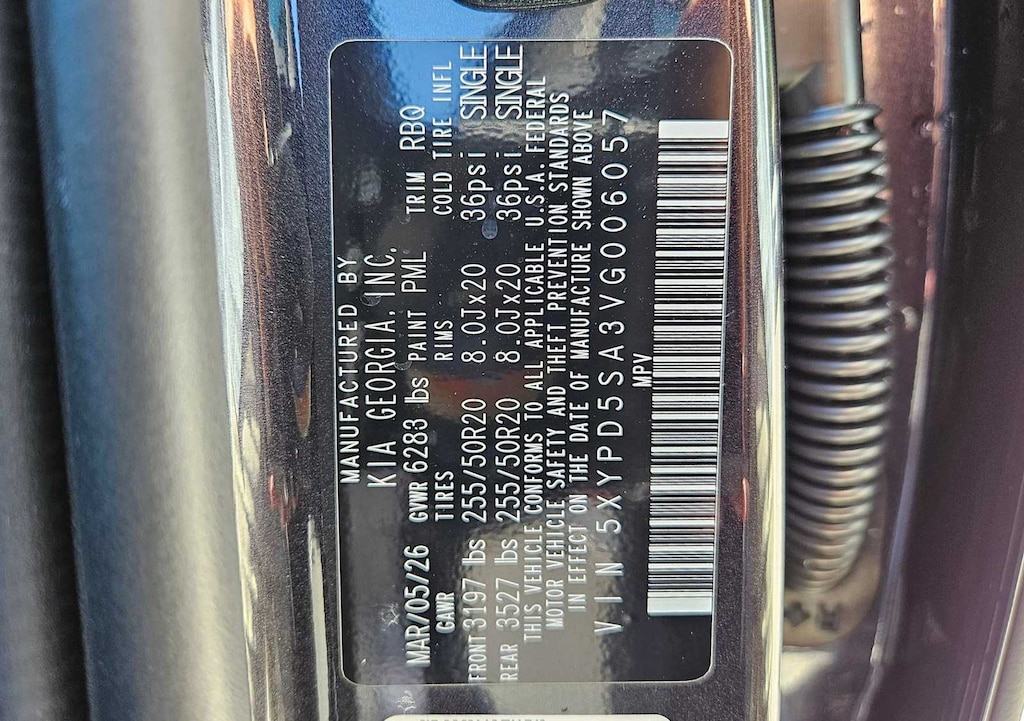 MANUFACTURED BY
KIA GEORGIA, INC.
MAR/05/26 GVWR 6283 lbs PAINT PML TRIM RBQ
GAWR TIRES RIMS COLD TIRE INFL
FRONT 3197 lbs 255/50R20 8.0Jx20 36psi SINGLE
REAR 3527 lbs 255/50R20 8.0Jx20 36psi SINGLE
THIS VEHICLE CONFORMS TO ALL APPLICABLE U.S.A. FEDERAL
MOTOR VEHICLE SAFETY AND THEFT PREVENTION STANDARDS
IN EFFECT ON THE DATE OF MANUFACTURE SHOWN ABOVE
VIN 5XYPD5SA3VG006057
MPV